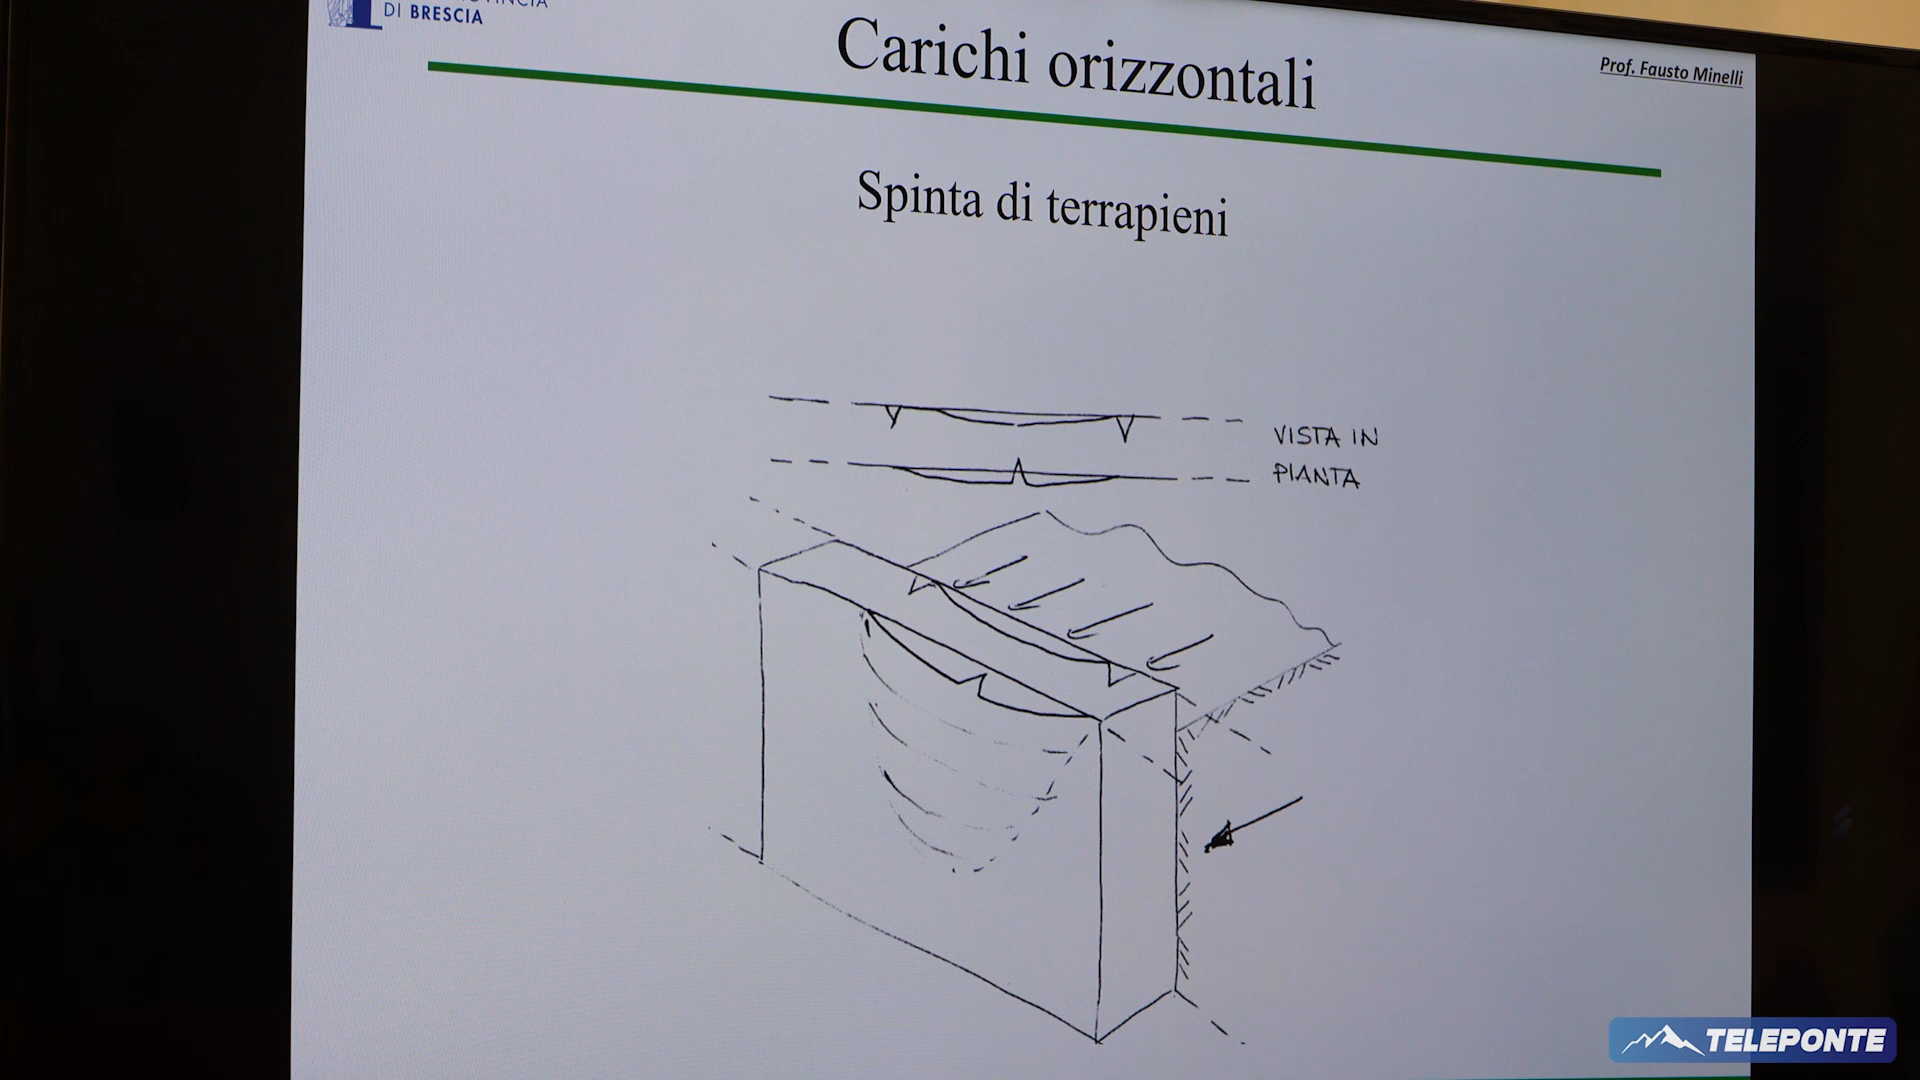 DI BRESCIA
Carichi orizzontali
Prof. Fausto Minelli
Spinta di terrapieni
VISTA IN
PIANTA
TELEPONTE